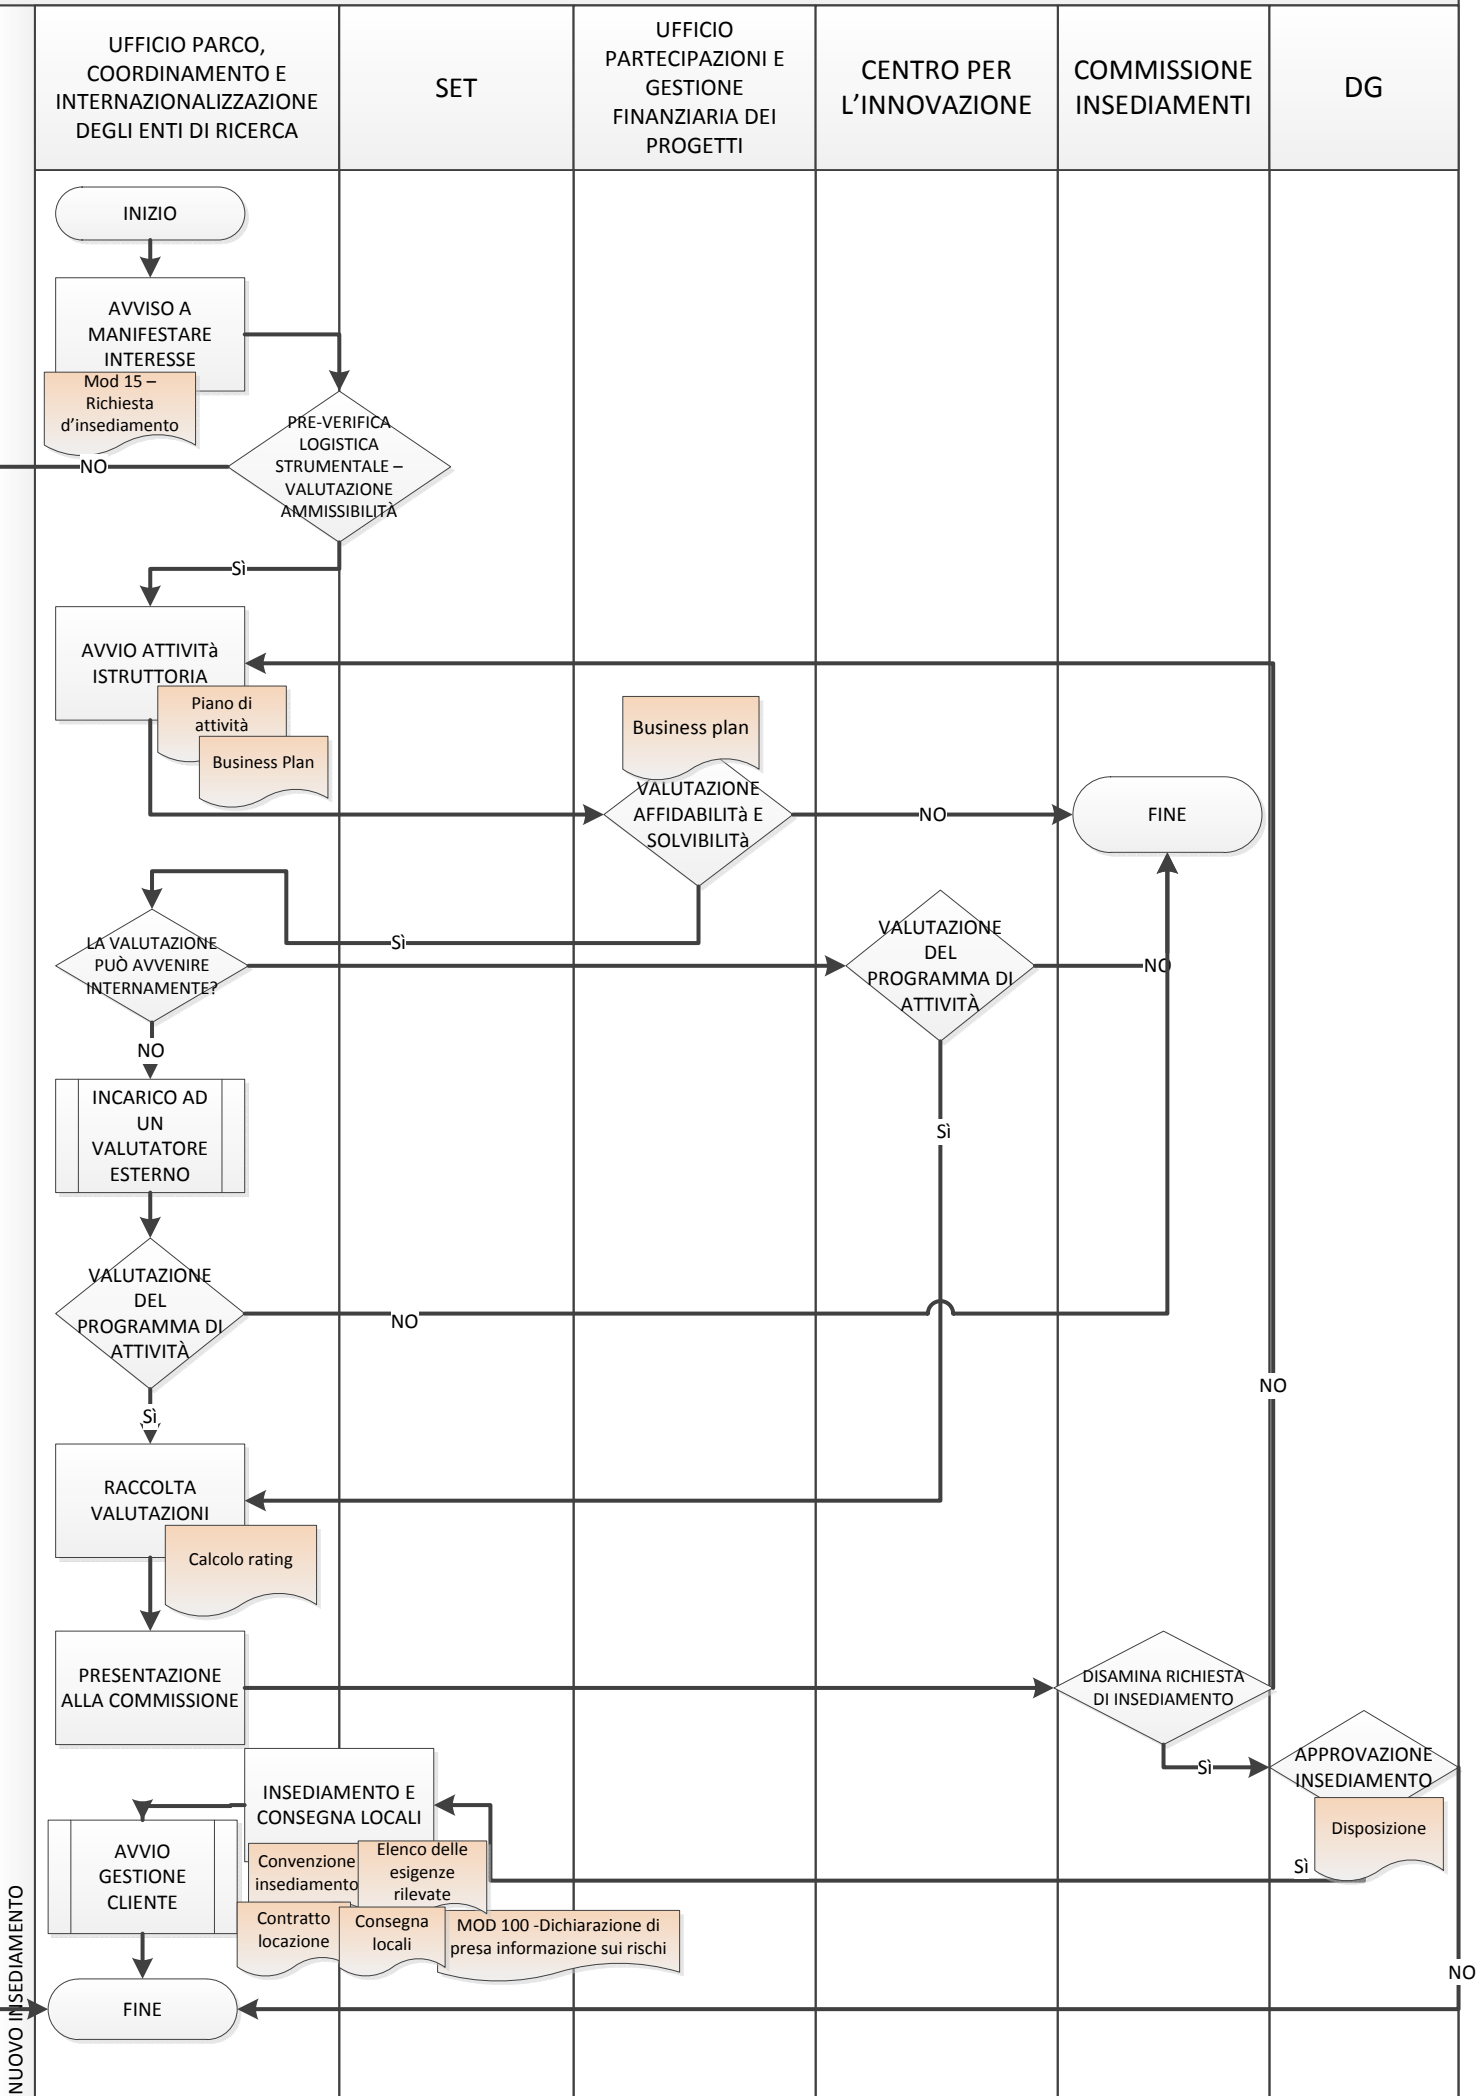 UFFICIO PARCO,
COORDINAMENTO E
INTERNAZIONALIZZAZIONE
DEGLI ENTI DI RICERCA
SET
UFFICIO
PARTECIPAZIONI E
GESTIONE
FINANZIARIA DEI
PROGETTI
CENTRO PER
L’INNOVAZIONE
COMMISSIONE
INSEDIAMENTI
DG
INIZIO
AVVISO A
MANIFESTARE
INTERESSE
Mod 15 –
Richiesta
d’insediamento
PRE-VERIFICA
LOGISTICA
STRUMENTALE –
VALUTAZIONE
AMMISSIBILITÀ
NO
Sì
AVVIO ATTIVITà
ISTRUTTORIA
Piano di
attività
Business Plan
Business plan
VALUTAZIONE
AFFIDABILITà E
SOLVIBILITà
NO
FINE
Sì
LA VALUTAZIONE
PUÒ AVVENIRE
INTERNAMENTE?
VALUTAZIONE
DEL
PROGRAMMA DI
ATTIVITÀ
NO
NO
Sì
INCARICO AD
UN
VALUTATORE
ESTERNO
VALUTAZIONE
DEL
PROGRAMMA DI
ATTIVITÀ
NO
Sì
NO
RACCOLTA
VALUTAZIONI
Calcolo rating
PRESENTAZIONE
ALLA COMMISSIONE
DISAMINA RICHIESTA
DI INSEDIAMENTO
Sì
APPROVAZIONE
INSEDIAMENTO
Disposizione
Sì
NO
INSEDIAMENTO E
CONSEGNA LOCALI
Convenzione
insediamento
Elenco delle
esigenze
rilevate
Contratto
locazione
Consegna
locali
MOD 100 -Dichiarazione di
presa informazione sui rischi
AVVIO
GESTIONE
CLIENTE
FINE
NUOVO INSEDIAMENTO